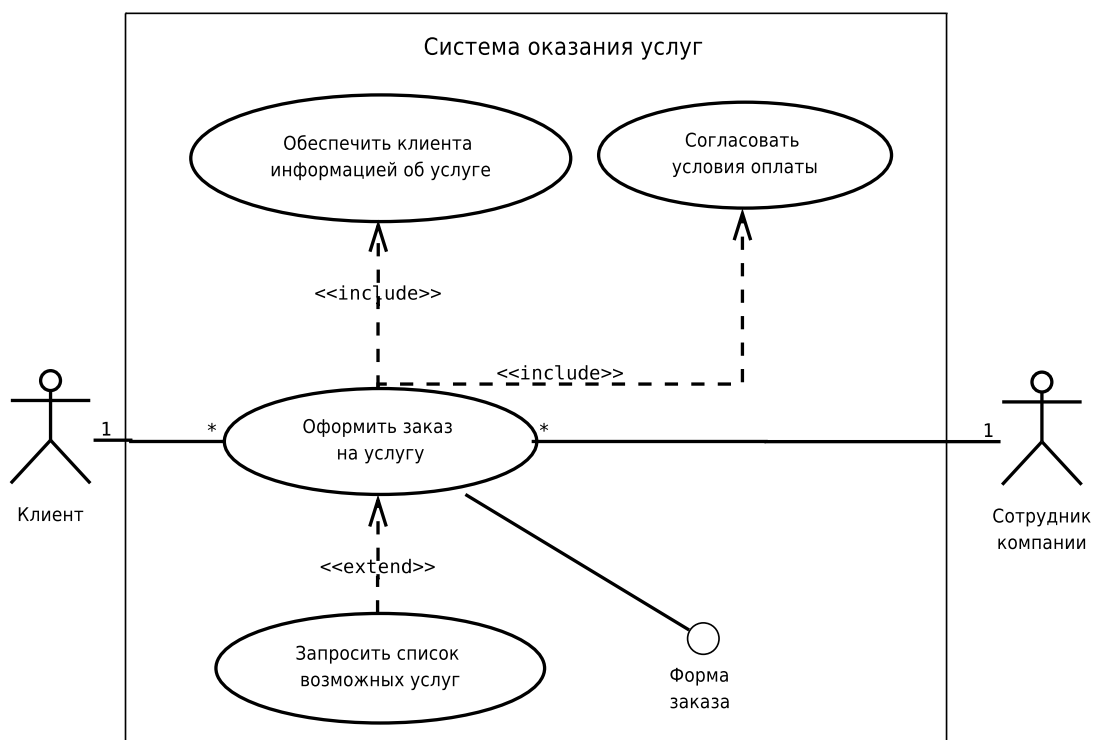 Система оказания услуг
Обеспечить клиента
информацией об услуге
Согласовать
условия оплаты
<<include>>
<<include>>
1
*
Оформить заказ
на услугу
*
1
Клиент
Сотрудник
компании
<<extend>>
Запросить список
возможных услуг
Форма
заказа